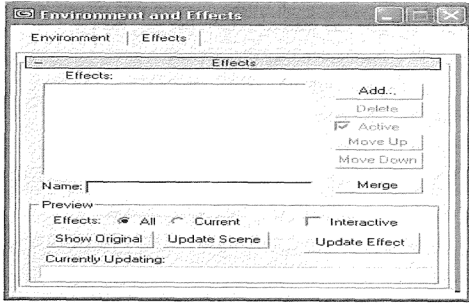 Environment and Effects
Environment Effects
Effects
Effects:
Add...
Delete
Active
Move Up
Move Down
Name:
Merge
Preview
Effects: All Current Interactive
Show Original Update Scene Update Effect
Currently Updating: